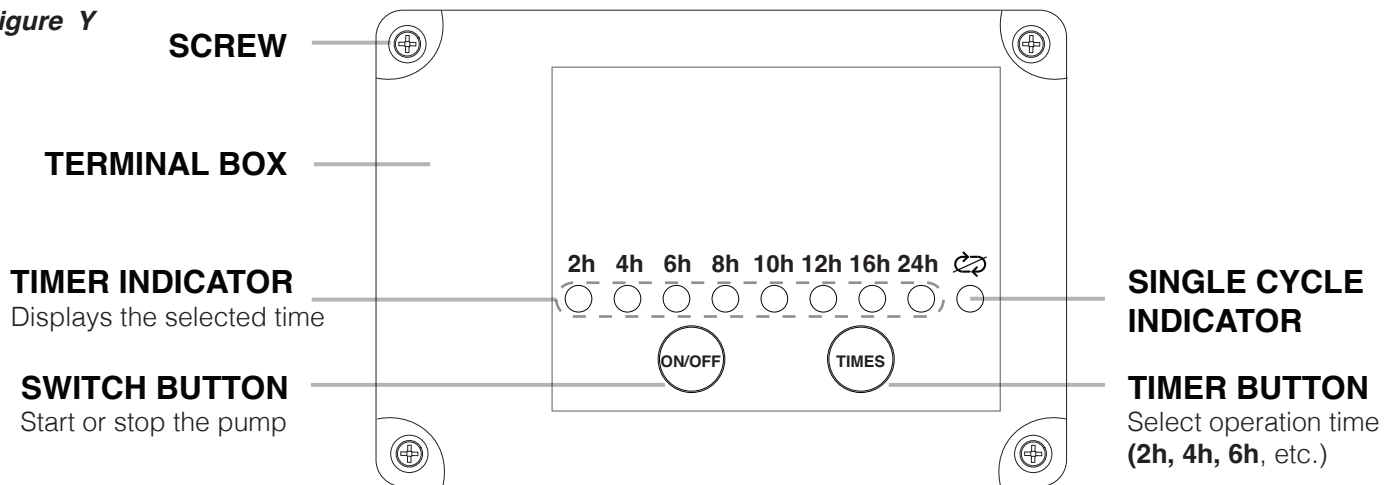 igure Y
SCREW
TERMINAL BOX
2h 4h 6h 8h 10h 12h 16h 24h
TIMER INDICATOR
Displays the selected time
SINGLE CYCLE
INDICATOR
ON/OFF
TIMES
SWITCH BUTTON
Start or stop the pump
TIMER BUTTON
Select operation time
(2h, 4h, 6h, etc.)